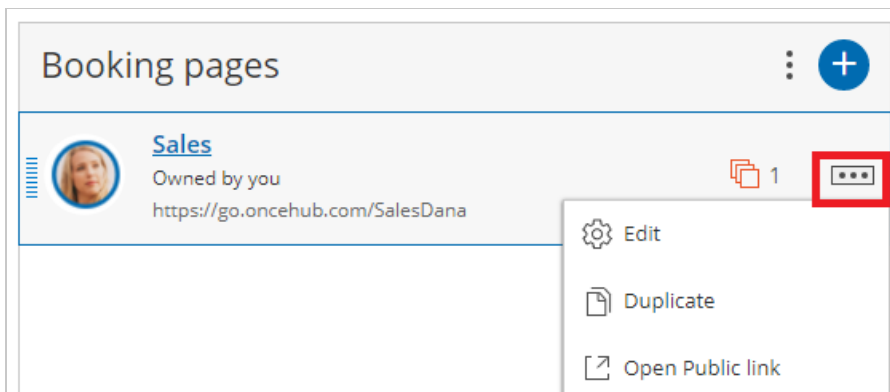 Booking pages
Sales
Owned by you
https://go.oncehub.com/SalesDana
1
Edit
Duplicate
Open Public link